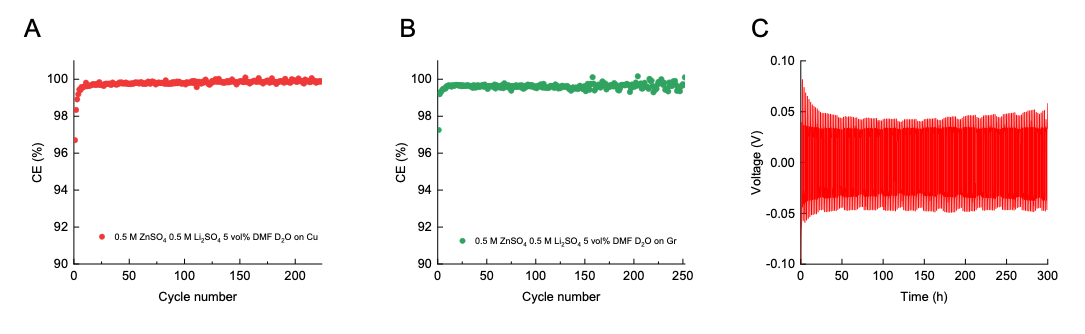 A
B
C
100
98
96
94
92
90
CE (%)
0.5 M ZnSO₄ 0.5 M Li₂SO₄ 5 vol% DMF D₂O on Cu
0 50 100 150 200
Cycle number
100
98
96
94
92
90
CE (%)
0.5 M ZnSO₄ 0.5 M Li₂SO₄ 5 vol% DMF D₂O on Gr
0 50 100 150 200 250
Cycle number
0.10
0.05
0.00
-0.05
-0.10
Voltage (V)
0 50 100 150 200 250 300
Time (h)